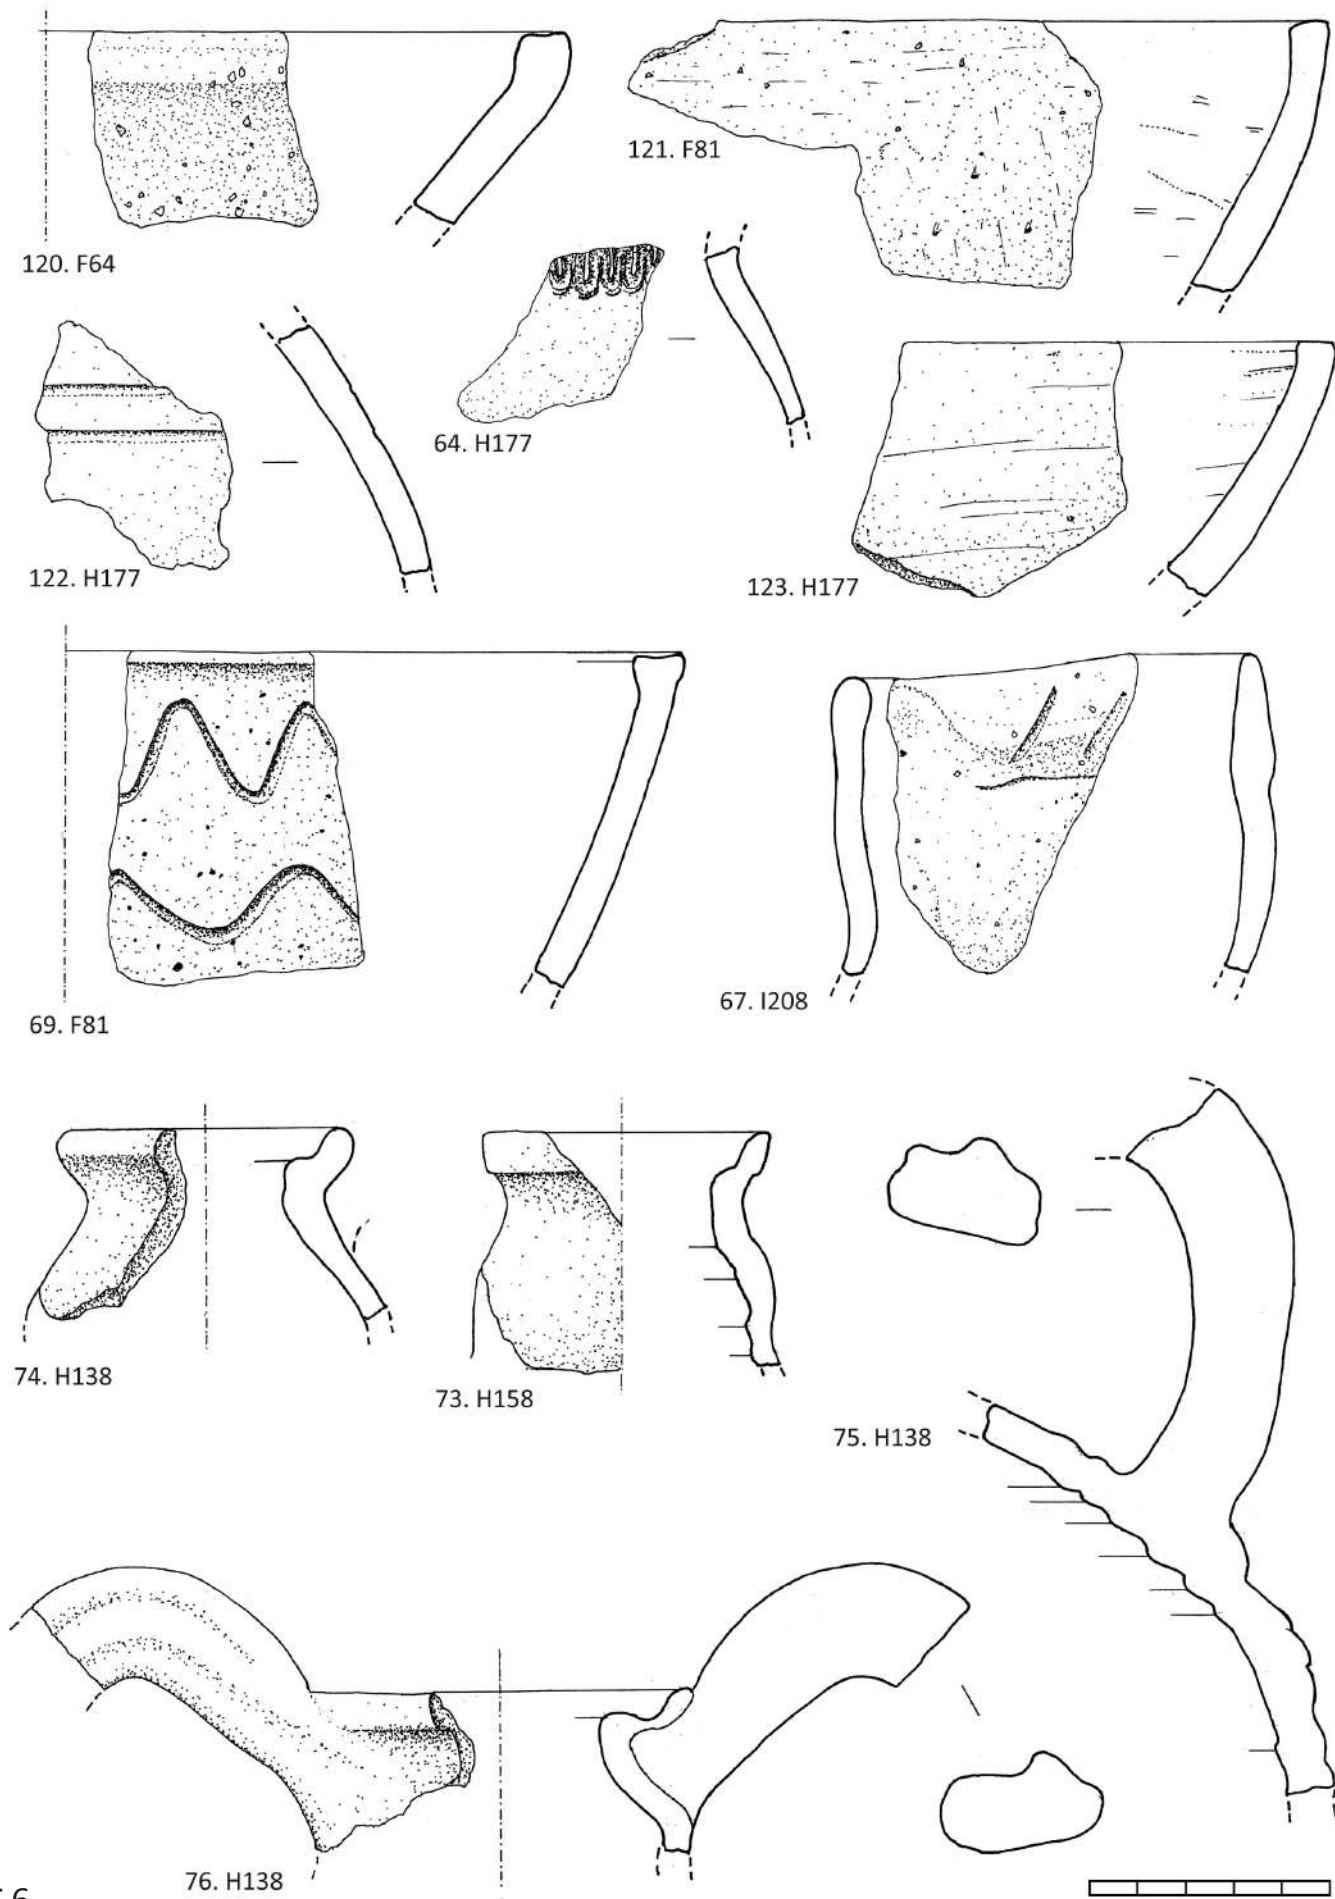 120. F64
121. F81
122. H177
64. H177
123. H177
69. F81
67. I208
74. H138
73. H158
75. H138
76. H138